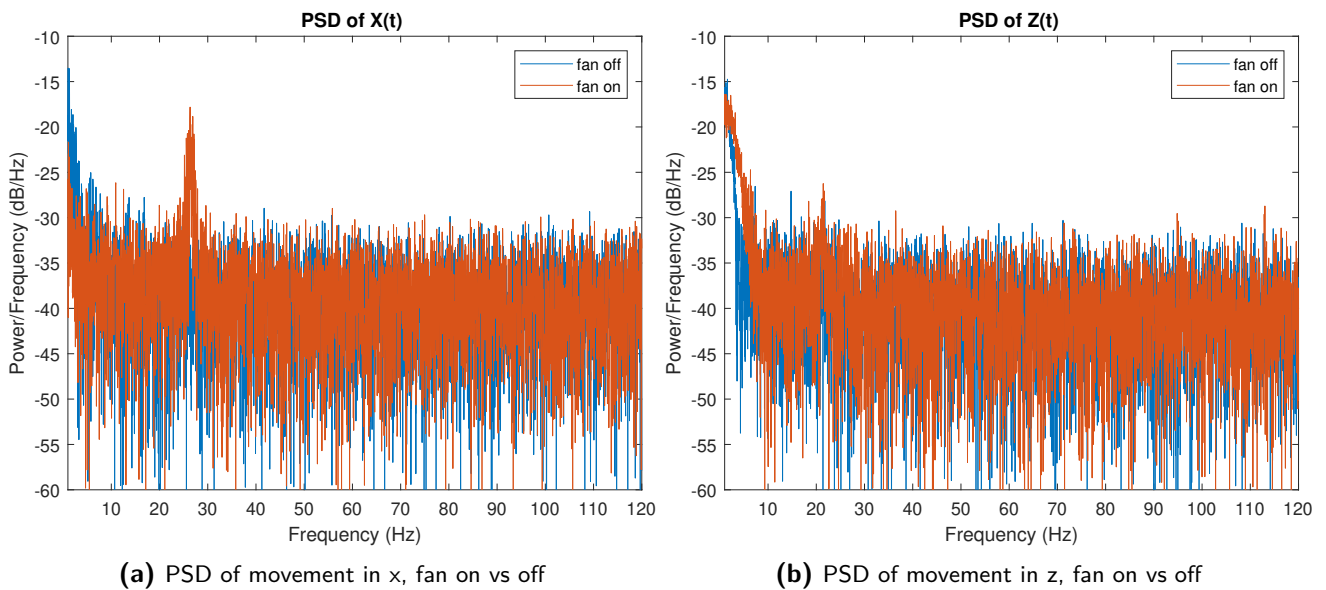 PSD of X(t)
-10
-15
-20
-25
-30
-35
-40
-45
-50
-55
-60
Power/Frequency (dB/Hz)
fan off
fan on
10 20 30 40 50 60 70 80 90 100 110 120
Frequency (Hz)
(a) PSD of movement in x, fan on vs off
PSD of Z(t)
-10
-15
-20
-25
-30
-35
-40
-45
-50
-55
-60
Power/Frequency (dB/Hz)
fan off
fan on
10 20 30 40 50 60 70 80 90 100 110 120
Frequency (Hz)
(b) PSD of movement in z, fan on vs off